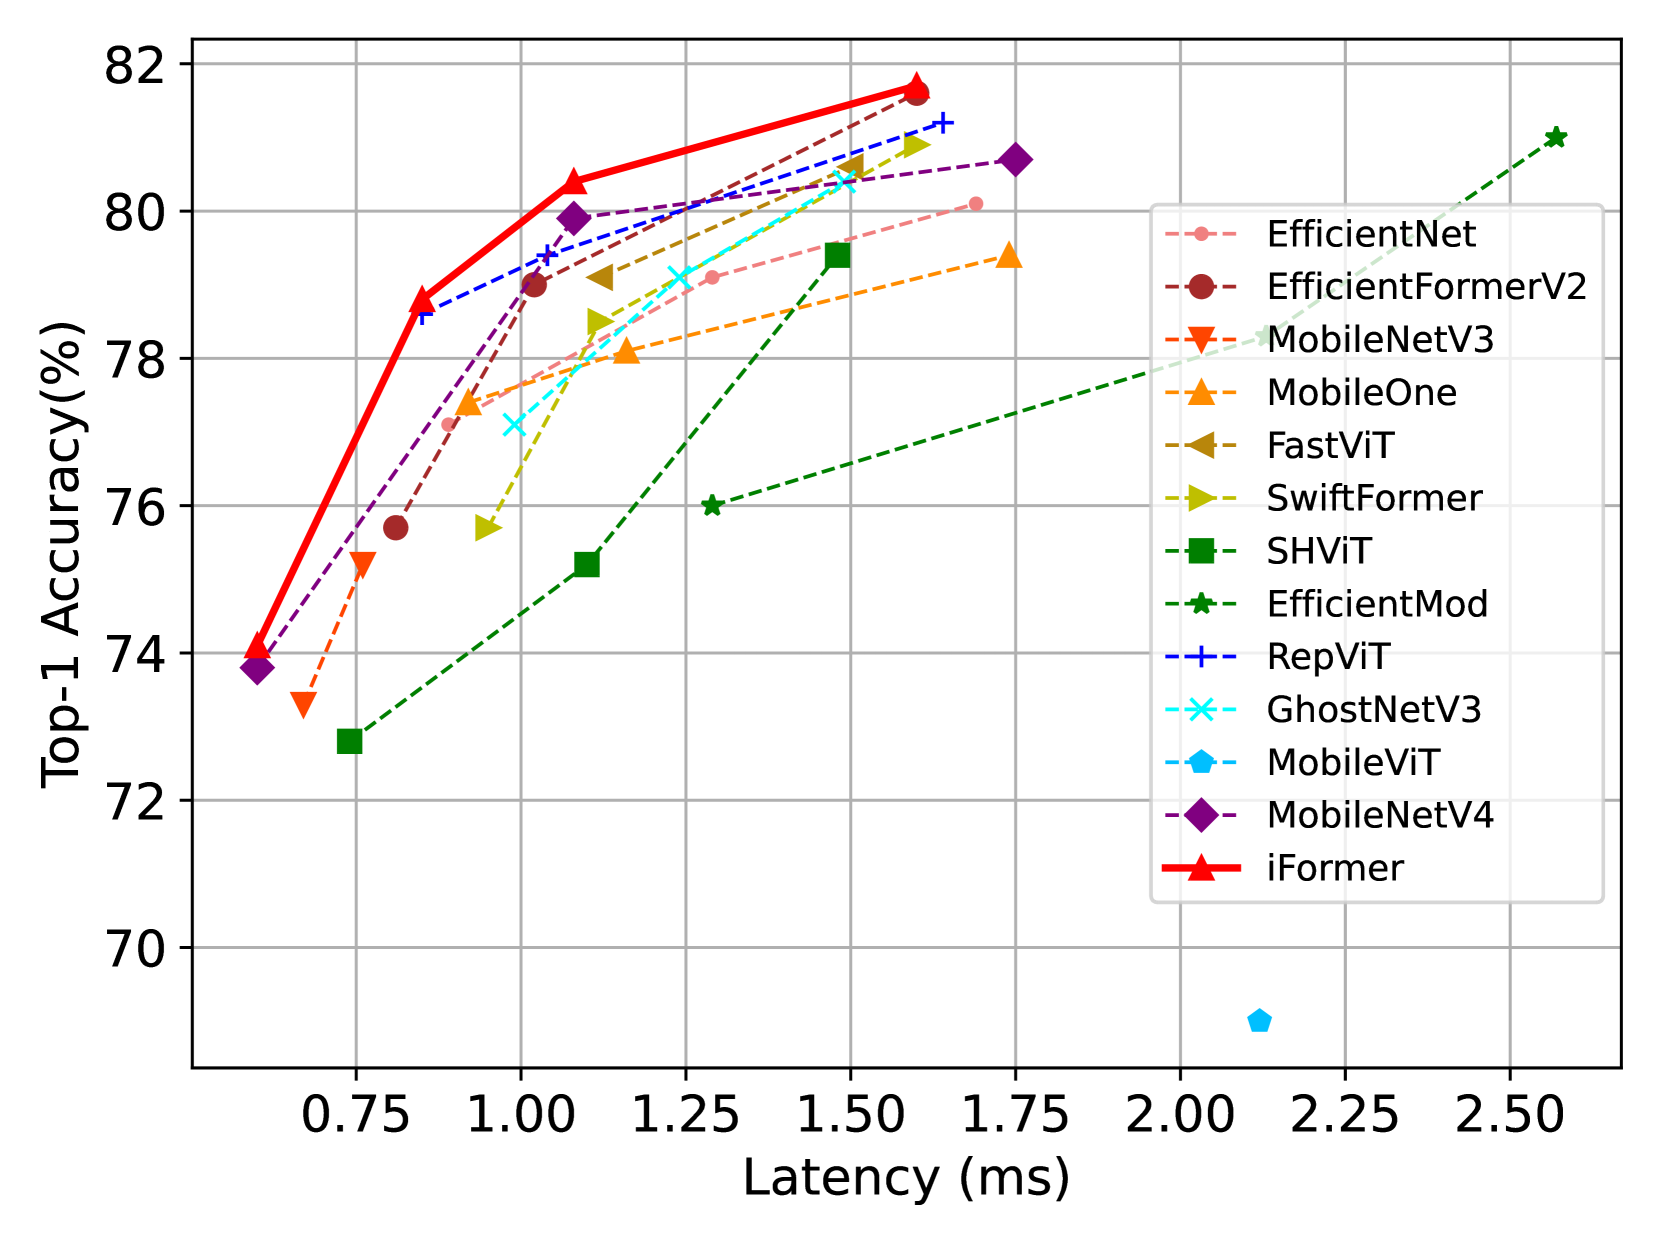 82
80
78
76
74
72
70
Top-1 Accuracy(%)
EfficientNet
EfficientFormerV2
MobileNetV3
MobileOne
FastViT
SwiftFormer
SHViT
EfficientMod
RepViT
GhostNetV3
MobileViT
MobileNetV4
iFormer
0.75 1.00 1.25 1.50 1.75 2.00 2.25 2.50
Latency (ms)